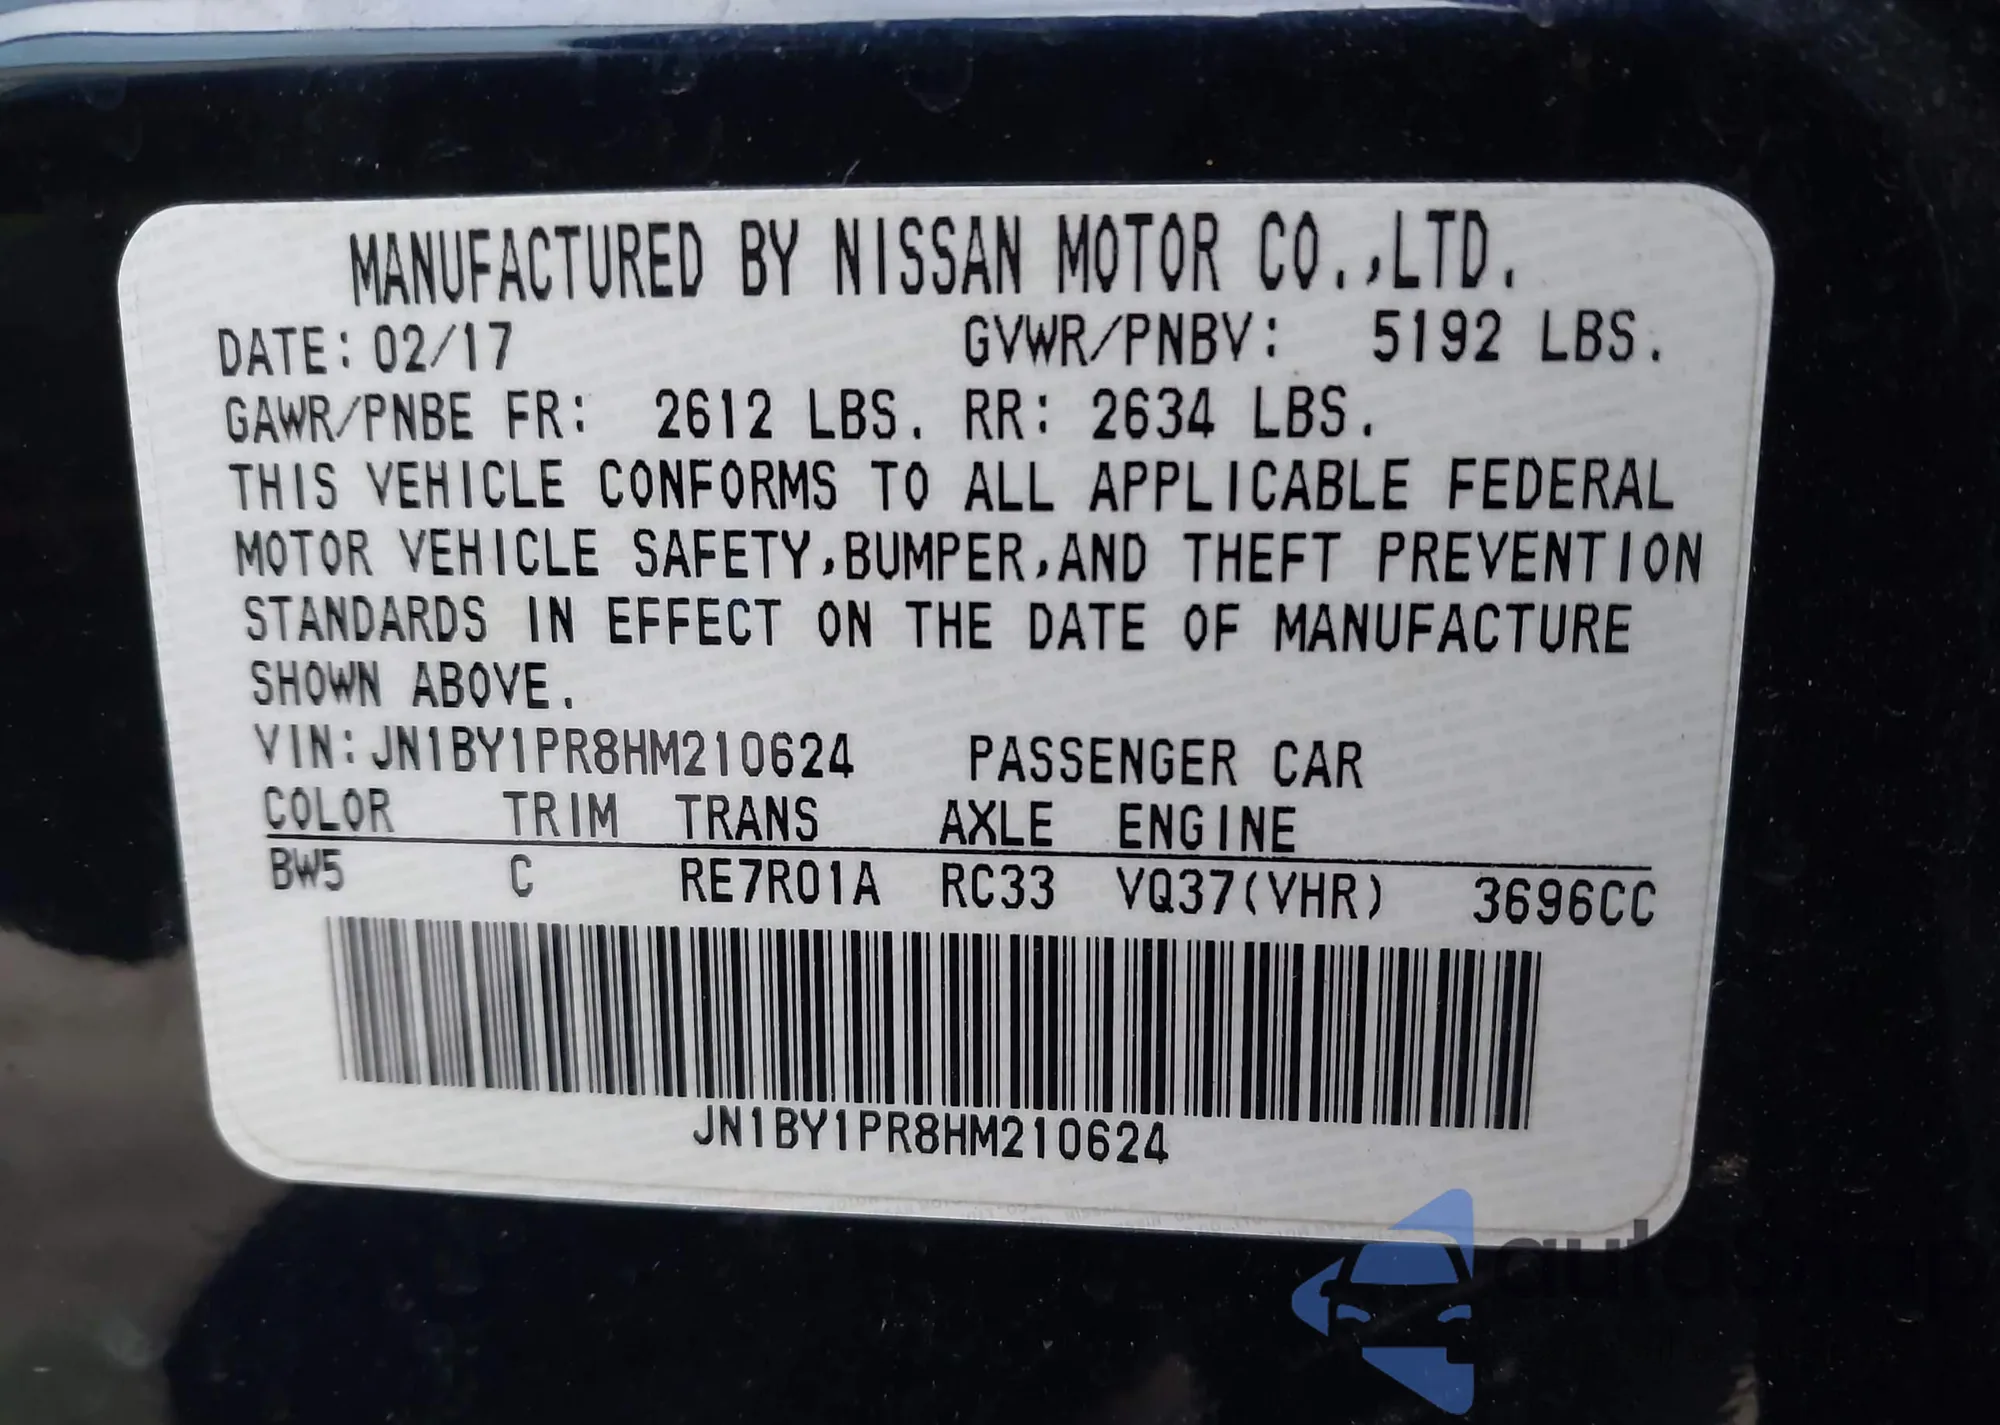 MANUFACTURED BY NISSAN MOTOR CO.,LTD.
DATE: 02/17 GVWR/PNBV: 5192 LBS.
GAWR/PNBE FR: 2612 LBS. RR: 2634 LBS.
THIS VEHICLE CONFORMS TO ALL APPLICABLE FEDERAL
MOTOR VEHICLE SAFETY,BUMPER,AND THEFT PREVENTION
STANDARDS IN EFFECT ON THE DATE OF MANUFACTURE
SHOWN ABOVE.
VIN:JN1BY1PR8HM210624 PASSENGER CAR
COLOR TRIM TRANS AXLE ENGINE
BW5 C RE7R01A RC33 VQ37(VHR) 3696CC
JN1BY1PR8HM210624